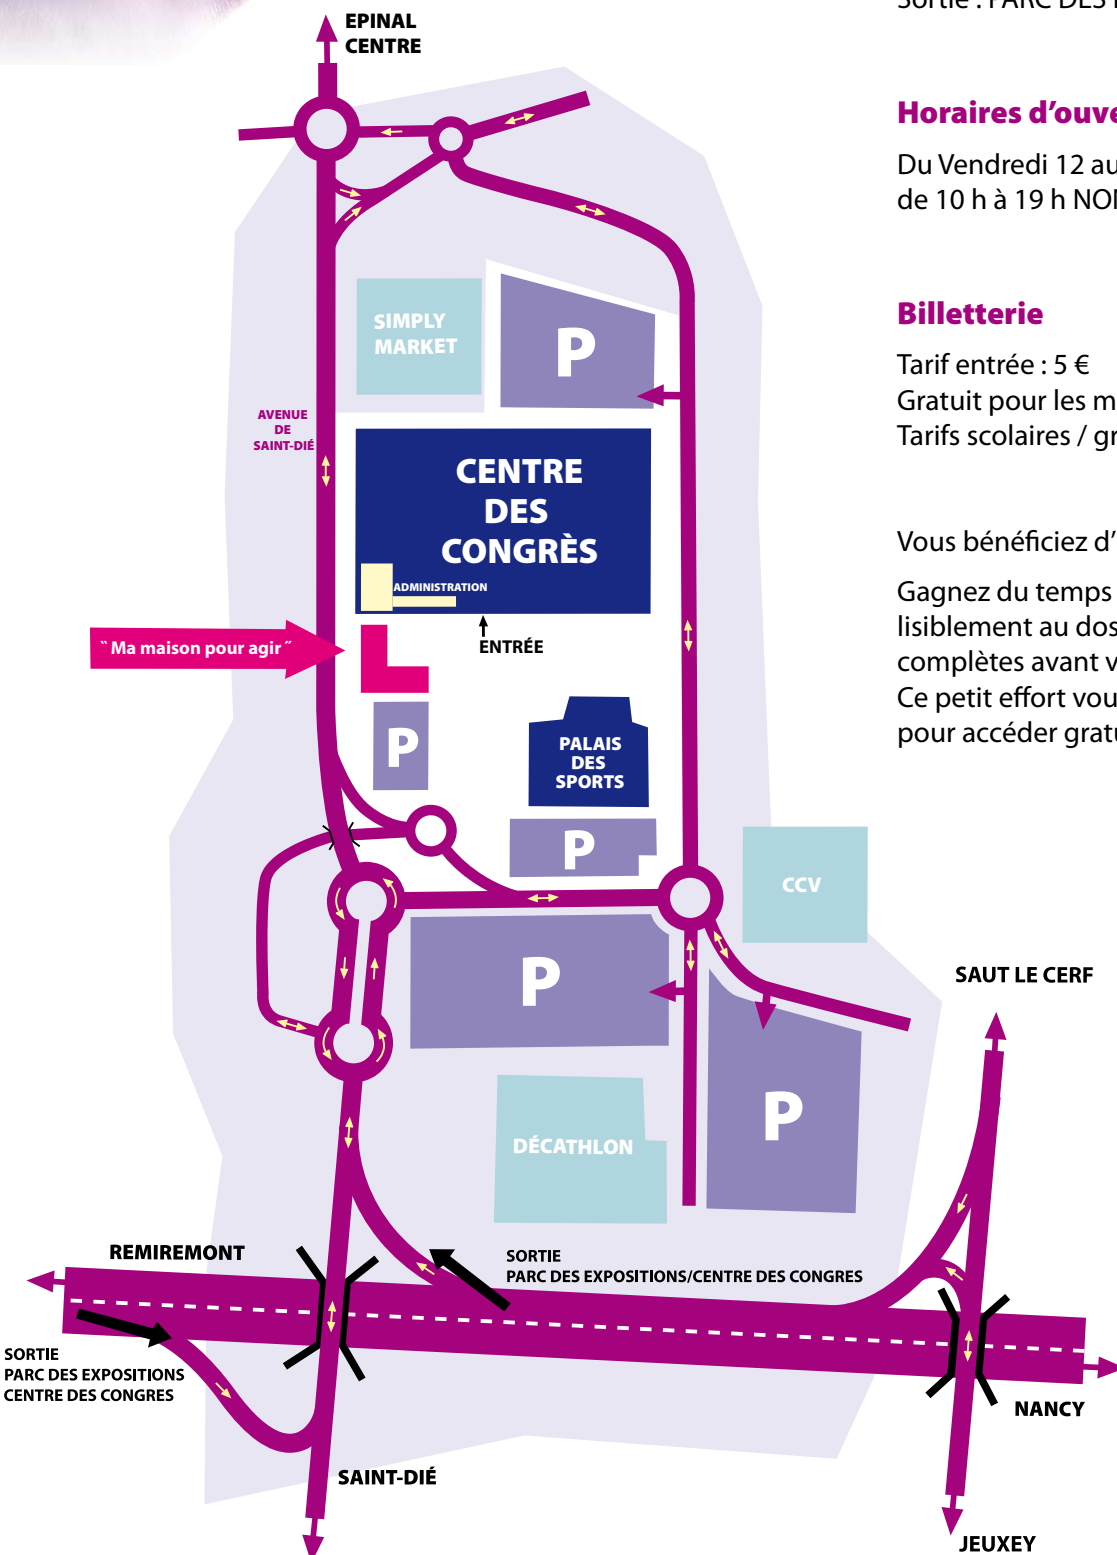 EPINAL
CENTRE
SIMPLY
MARKET
P
AVENUE
DE
SAINT-DIÉ
CENTRE
DES
CONGRÈS
ADMINISTRATION
ENTRÉE
" Ma maison pour agir "
P
PALAIS
DES
SPORTS
P
CCV
P
SAUT LE CERF
P
DÉCATHLON
REMIREMONT
SORTIE
PARC DES EXPOSITIONS/CENTRE DES CONGRES
SORTIE
PARC DES EXPOSITIONS
CENTRE DES CONGRES
NANCY
SAINT-DIÉ
JEUXEY
Sortie : PARC DES
Horaires d'ouve
Du Vendredi 12 au
de 10 h à 19 h
Billetterie
Tarif entrée : 5 €
Gratuit pour les m
Tarifs scolaires / gr
Vous bénéficiez d'
Gagnez du temps
lisiblement au dos
complètes avant v
Ce petit effort vou
pour accéder gratu